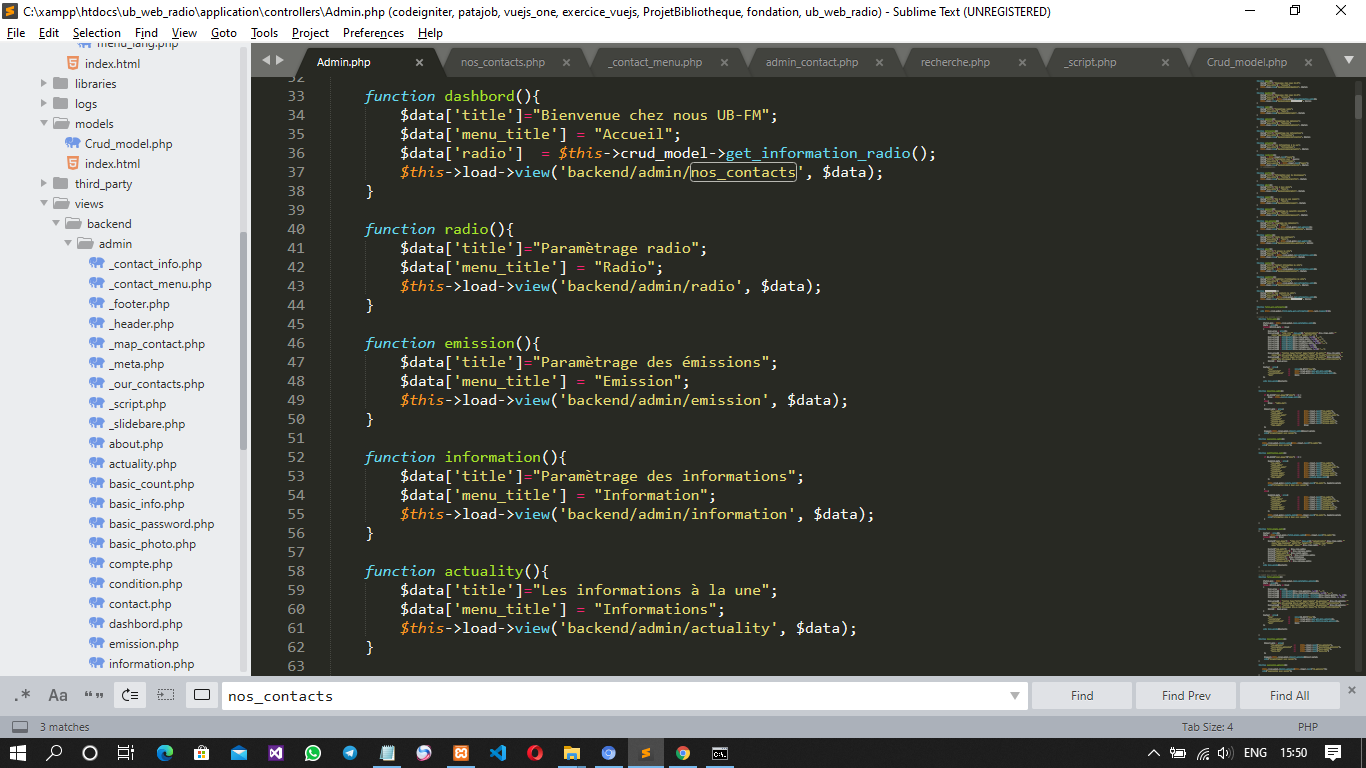 C:\xampp\htdocs\ub_web_radio\application\controllers\Admin.php (codeigniter, patajob, vuejs_one, exercice_vuejs, ProjetBibliotheque, fondation, ub_web_radio) - Sublime Text (UNREGISTERED)
File Edit Selection Find View Goto Tools Project Preferences Help
menu_lang.php
index.html
libraries
logs
models
Crud_model.php
index.html
third_party
views
backend
admin
_contact_info.php
_contact_menu.php
_footer.php
_header.php
_map_contact.php
_meta.php
_our_contacts.php
_script.php
_slidebare.php
about.php
actuality.php
basic_count.php
basic_info.php
basic_password.php
basic_photo.php
compte.php
condition.php
contact.php
dashbord.php
emission.php
information.php
Admin.php nos_contacts.php _contact_menu.php admin_contact.php recherche.php _script.php Crud_model.php
32
33 function dashbord(){
34 $data['title']="Bienvenue chez nous UB-FM";
35 $data['menu_title'] = "Accueil";
36 $data['radio']  = $this->crud_model->get_information_radio();
37 $this->load->view('backend/admin/nos_contacts', $data);
38 }
39
40 function radio(){
41 $data['title']="Paramètrage radio";
42 $data['menu_title'] = "Radio";
43 $this->load->view('backend/admin/radio', $data);
44 }
45
46 function emission(){
47 $data['title']="Paramètrage des émissions";
48 $data['menu_title'] = "Emission";
49 $this->load->view('backend/admin/emission', $data);
50 }
51
52 function information(){
53 $data['title']="Paramètrage des informations";
54 $data['menu_title'] = "Information";
55 $this->load->view('backend/admin/information', $data);
56 }
57
58 function actuality(){
59 $data['title']="Les informations à la une";
60 $data['menu_title'] = "Informations";
61 $this->load->view('backend/admin/actuality', $data);
62 }
63
.* Aa “” nos_contacts Find Find Prev Find All
3 matches Tab Size: 4 PHP
ENG 15:50